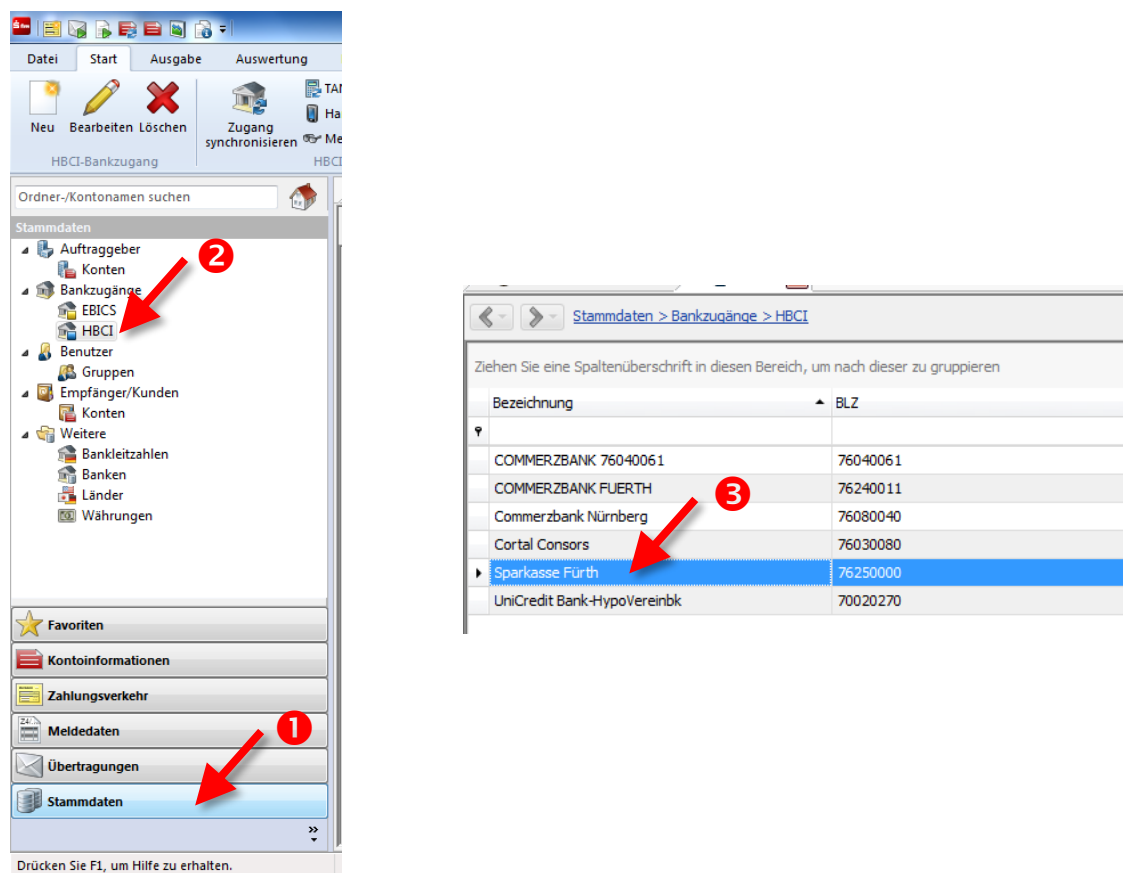 Datei Start Ausgabe Auswertung
Neu Bearbeiten Löschen Zugang synchronisieren
HBCI-Bankzugang HBCI
Ordner-/Kontonamen suchen
Stammdaten
2
Auftraggeber
Konten
Bankzugänge
EBICS
HBCI
Benutzer
Gruppen
Empfänger/Kunden
Konten
Weitere
Bankleitzahlen
Banken
Länder
Währungen
Favoriten
Kontoinformationen
Zahlungsverkehr
Meldedaten
1
Übertragungen
Stammdaten
Drücken Sie F1, um Hilfe zu erhalten.
Stammdaten > Bankzugänge > HBCI
Ziehen Sie eine Spaltenüberschrift in diesen Bereich, um nach dieser zu gruppieren
Bezeichnung BLZ
COMMERZBANK 76040061 76040061
COMMERZBANK FUERTH 76240011
3
Commerzbank Nürnberg 76080040
Cortal Consors 76030080
Sparkasse Fürth 76250000
UniCredit Bank-HypoVereinbk 70020270